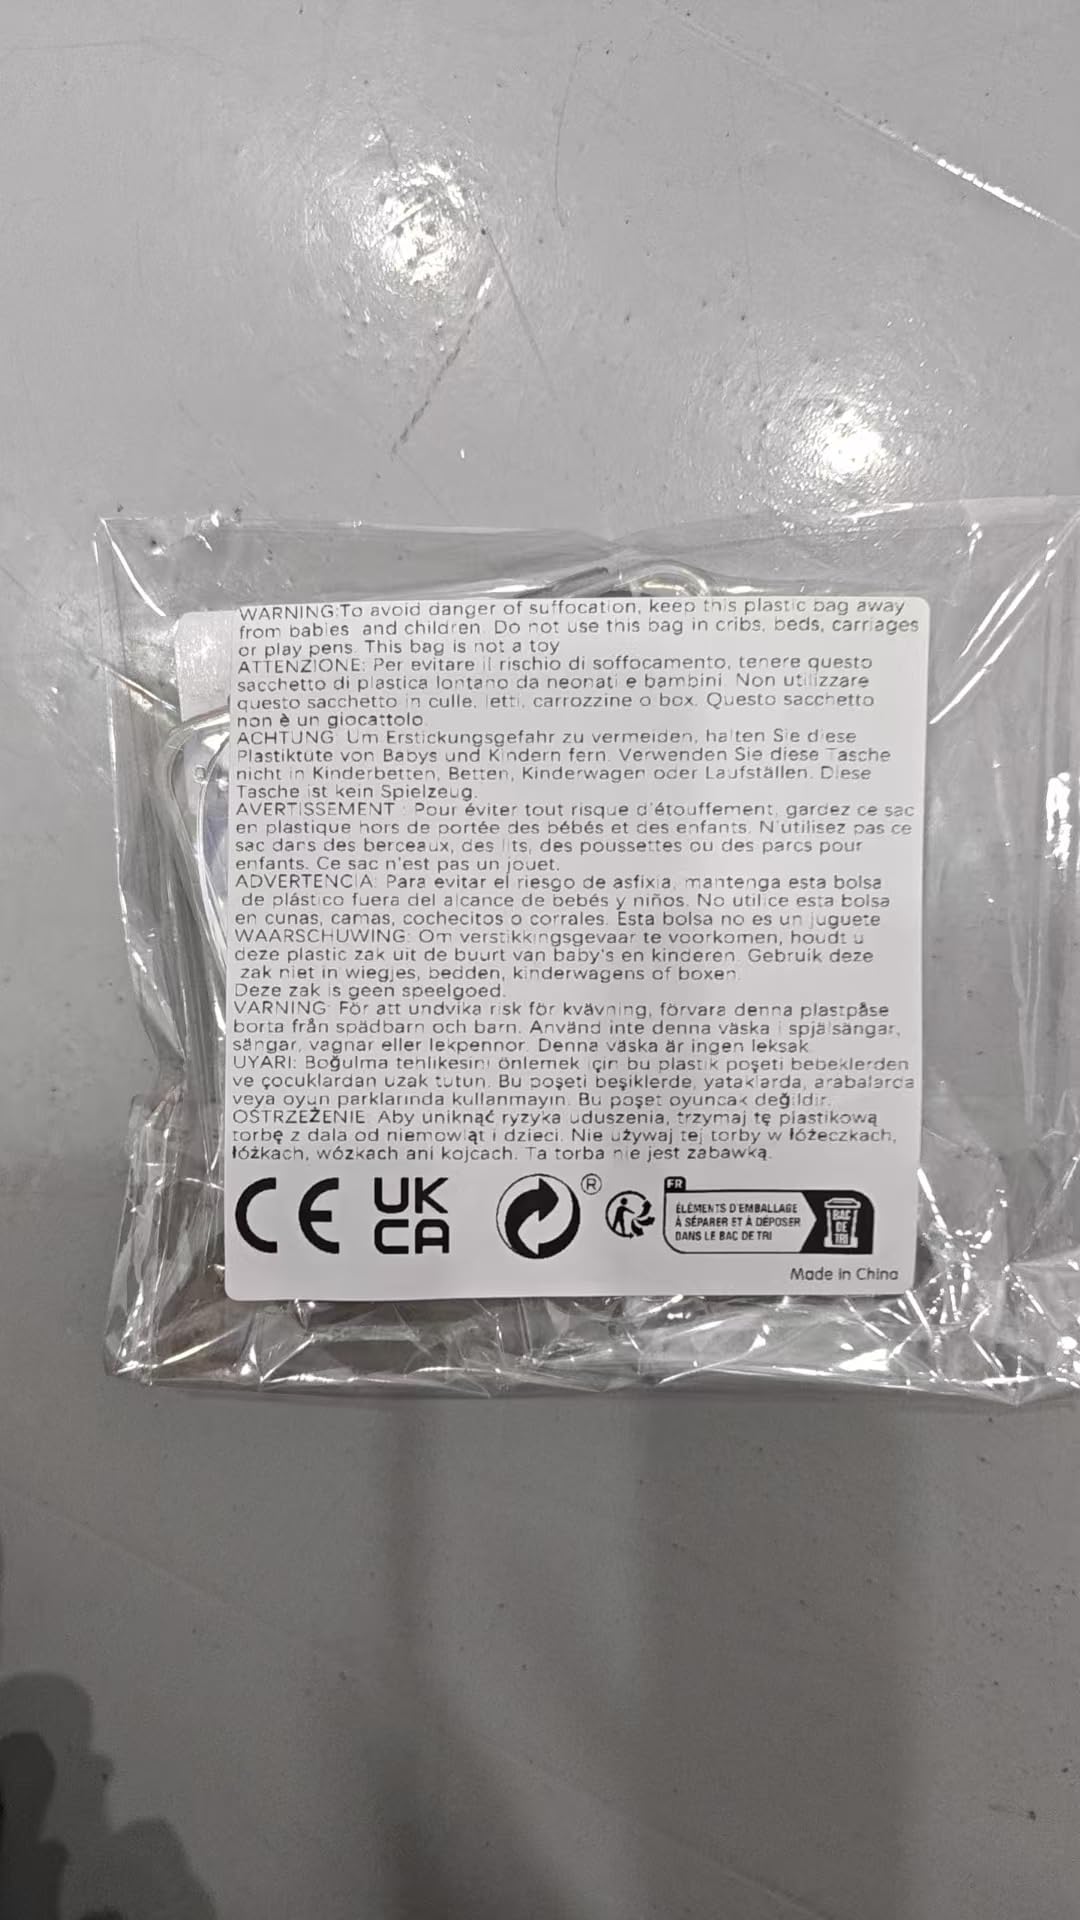 WARNING:To avoid danger of suffocation, keep this plastic bag away
from babies and children. Do not use this bag in cribs, beds, carriages
or play pens. This bag is not a toy
ATTENZIONE: Per evitare il rischio di soffocamento, tenere questo
sacchetto di plastica lontano da neonati e bambini. Non utilizzare
questo sacchetto in culle, letti, carrozzine o box. Questo sacchetto
non è un giocattolo.
ACHTUNG: Um Erstickungsgefahr zu vermeiden, halten Sie diese
Plastiktüte von Babys und Kindern fern. Verwenden Sie diese Tasche
nicht in Kinderbetten, Betten, Kinderwagen oder Laufställen. Diese
Tasche ist kein Spielzeug.
AVERTISSEMENT : Pour éviter tout risque d'étouffement, gardez ce sac
en plastique hors de portée des bébés et des enfants. N'utilisez pas ce
sac dans des berceaux, des lits, des poussettes ou des parcs pour
enfants. Ce sac n'est pas un jouet.
ADVERTENCIA: Para evitar el riesgo de asfixia, mantenga esta bolsa
de plástico fuera del alcance de bebés y niños. No utilice esta bolsa
en cunas, camas, cochecitos o corrales. Esta bolsa no es un juguete
WAARSCHUWING: Om verstikkingsgevaar te voorkomen, houdt u
deze plastic zak uit de buurt van baby's en kinderen. Gebruik deze
zak niet in wiegjes, bedden, kinderwagens of boxen.
Deze zak is geen speelgoed.
VARNING: För att undvika risk för kvävning, förvara denna plastpåse
borta från spädbarn och barn. Använd inte denna väska i spjälsängar,
sängar, vagnar eller lekpennor. Denna väska är ingen leksak.
UYARI: Boğulma tehlikesini önlemek için bu plastik poşeti bebeklerden
ve çocuklardan uzak tutun. Bu poşeti beşiklerde, yataklarda, arabalarda
veya oyun parklarında kullanmayın. Bu poşet oyuncak değildir.
OSTRZEŻENIE: Aby uniknąć ryzyka uduszenia, trzymaj tę plastikową
torbę z dala od niemowląt i dzieci. Nie używaj tej torby w łóżeczkach,
łóżkach, wózkach ani kojcach. Ta torba nie jest zabawką.
CE UK
CA
®
FR
ÉLÉMENTS D'EMBALLAGE
À SÉPARER ET À DÉPOSER
DANS LE BAC DE TRI
BAC
DE
TRI
Made in China